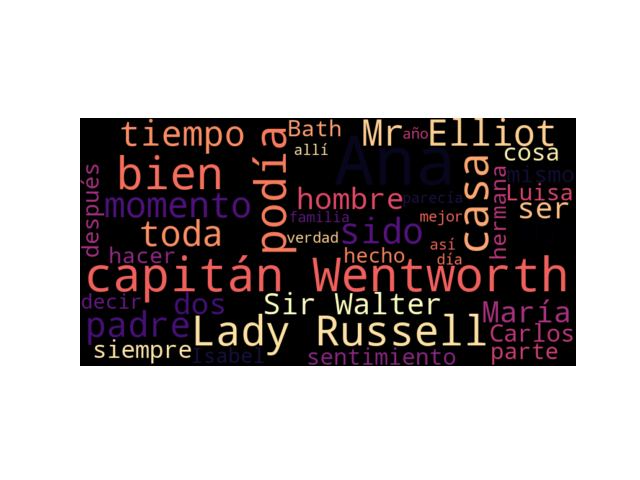 tiempo
podía
Bath
Mr Elliot
año
allí
Ana
casa
cosa
bien
después
momento
hombre
parecía
hermana
mismo
Luisa
ser
toda
familia
mejor
verdad
sido
así
hacer
hecho
día
capitán Wentworth
decir
dos
Sir Walter
María
padre
Lady Russell
Carlos
siempre
Isabel
sentimiento
parte